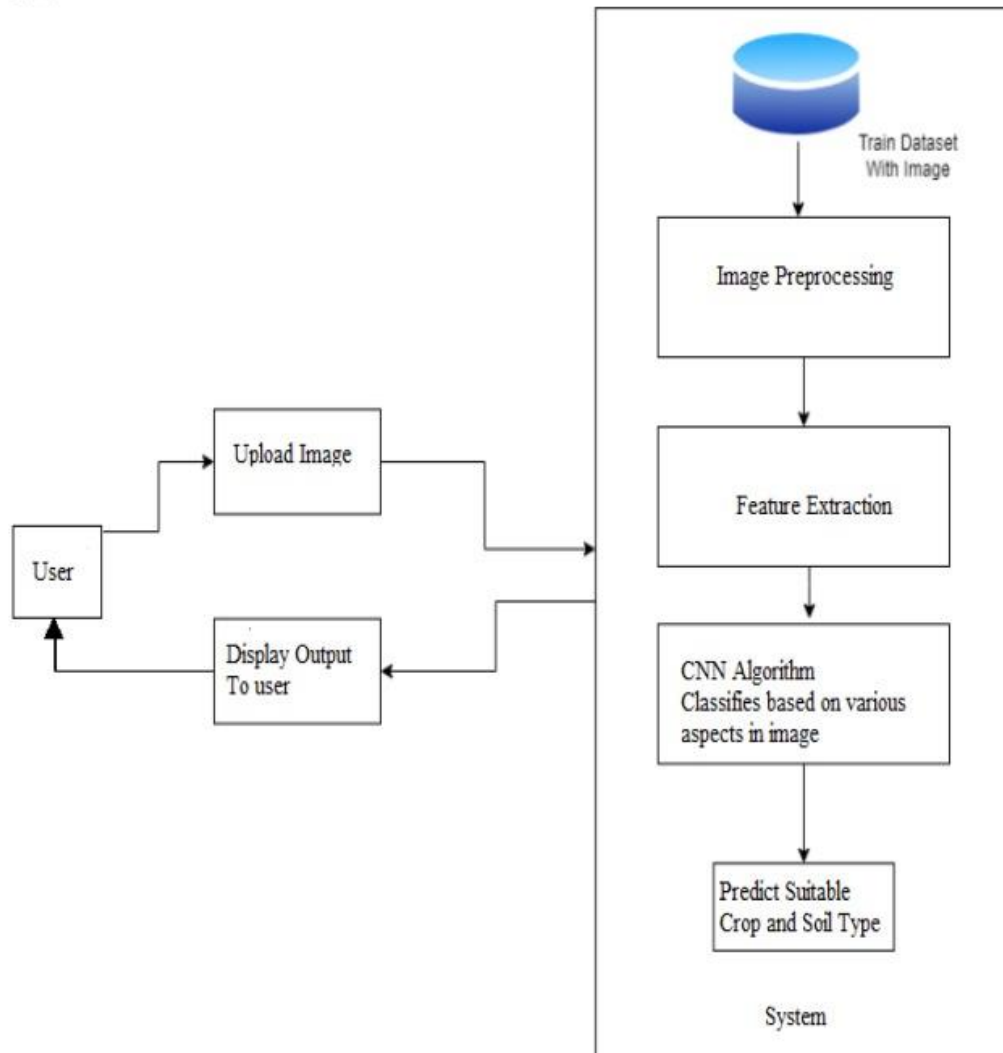 Train Dataset
With Image
Image Preprocessing
Feature Extraction
CNN Algorithm
Classifies based on various
aspects in image
Predict Suitable
Crop and Soil Type
System
Upload Image
User
Display Output
To user